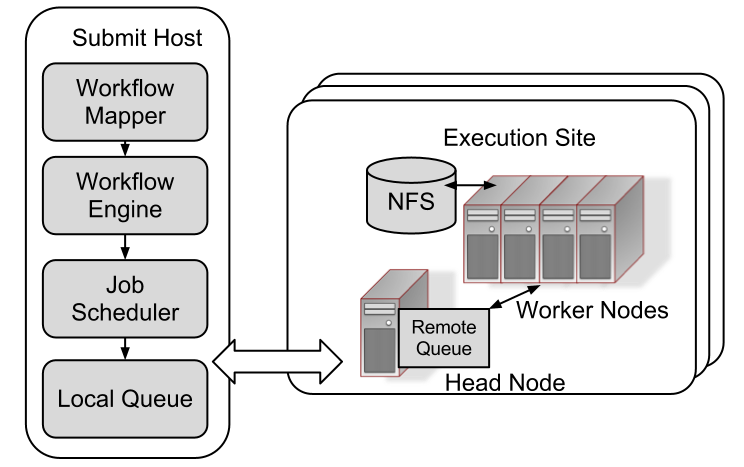 Submit Host
Workflow
Mapper
Workflow
Engine
Job
Scheduler
Local Queue
Execution Site
NFS
Worker Nodes
Remote
Queue
Head Node